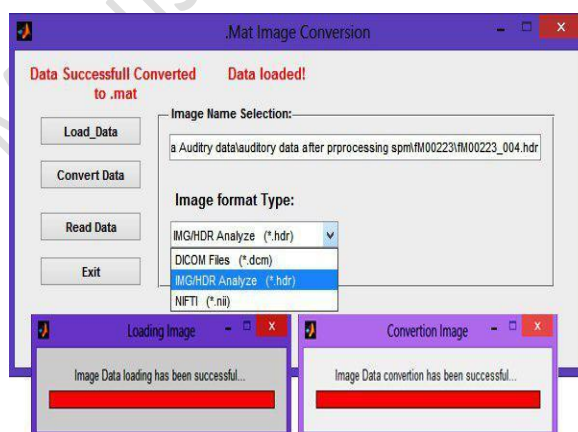 .Mat Image Conversion
Data Successfull Converted
to .mat
Data loaded!
Image Name Selection:
Load_Data
a Auditry data\auditory data after prprocessing spm\fM00223\fM00223_004.hdr
Convert Data
Image format Type:
Read Data
IMG/HDR Analyze (*.hdr)
DICOM Files (*.dcm)
IMG/HDR Analyze (*.hdr)
NIFTI (*.nii)
Exit
Loading Image
Image Data loading has been successful...
Convertion Image
Image Data convertion has been successful...